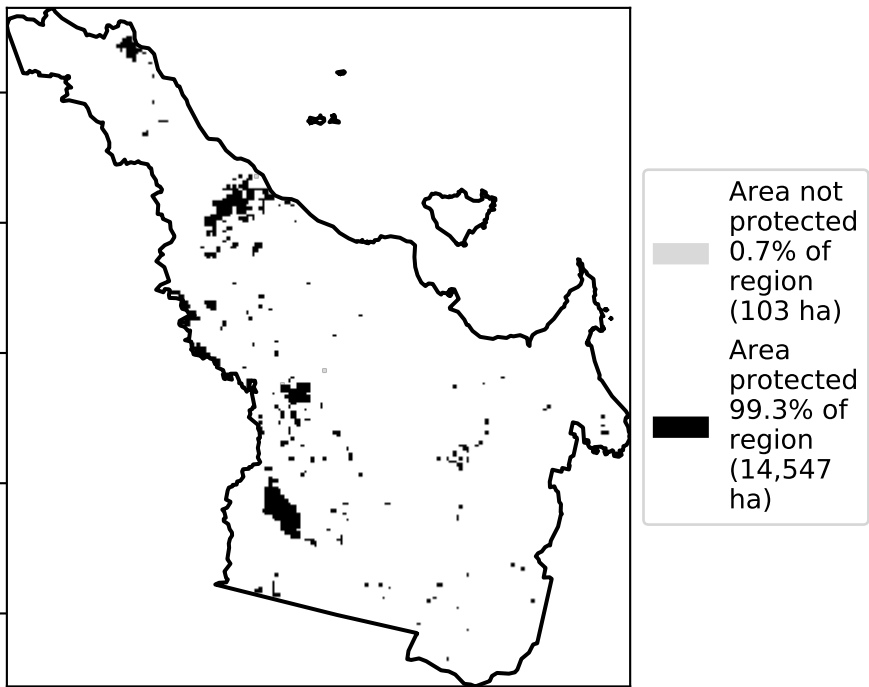 Area not
protected
0.7% of
region
(103 ha)
Area
protected
99.3% of
region
(14,547
ha)